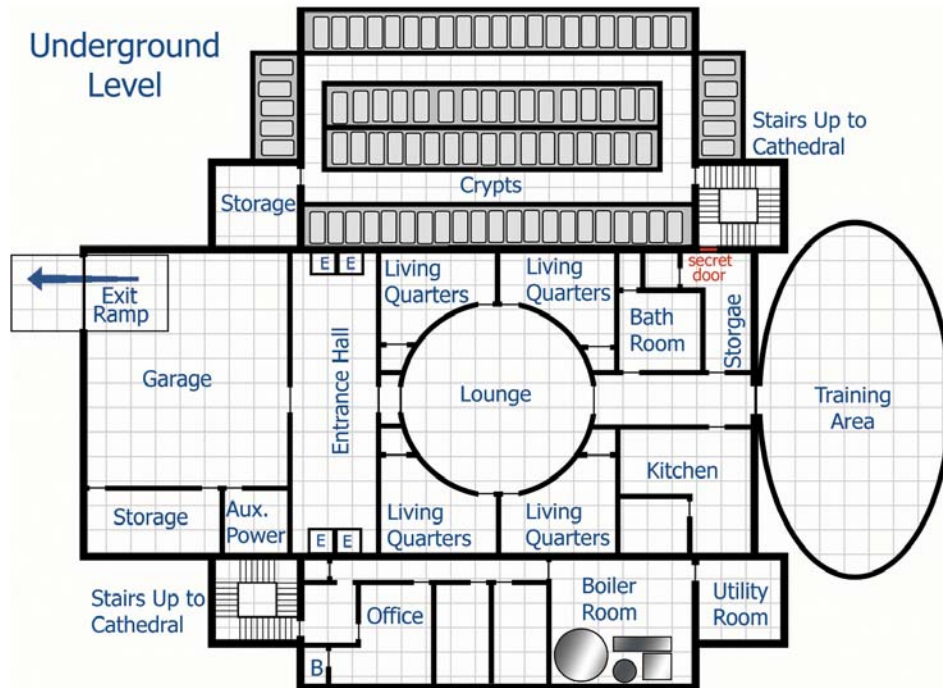 Underground
Level
Stairs Up to
Cathedral
Crypts
Storage
secret
door
E E
Living
Quarters
Living
Quarters
Exit
Ramp
Bath
Room
Storgae
Entrance Hall
Garage
Lounge
Training
Area
Kitchen
Storage
Aux.
Power
Living
Quarters
Living
Quarters
E E
Stairs Up to
Cathedral
Office
Boiler
Room
Utility
Room
B